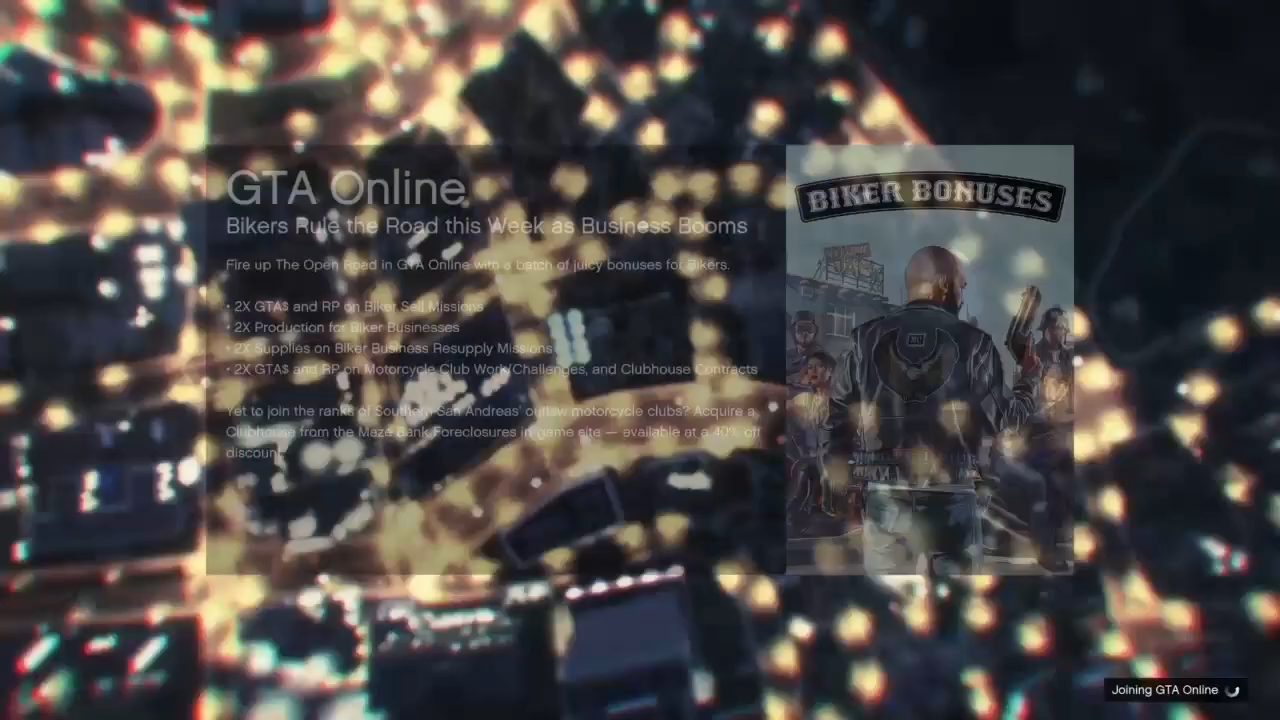 GTA Online
Bikers Rule the Road this Week as Business Booms
Fire up The Open Road in GTA Online with a batch of juicy bonuses for Bikers.
• 2X GTA$ and RP on Biker Sell Missions
• 2X Production for Biker Businesses
• 2X Supplies on Biker Business Resupply Missions
• 2X GTA$ and RP on Motorcycle Club Work/Challenges, and Clubhouse Contracts
Yet to join the ranks of Southern San Andreas' outlaw motorcycle clubs? Acquire a
Clubhouse from the Maze Bank Foreclosures in game site — available at a 40% off
discount.
BIKER BONUSES
Joining GTA Online